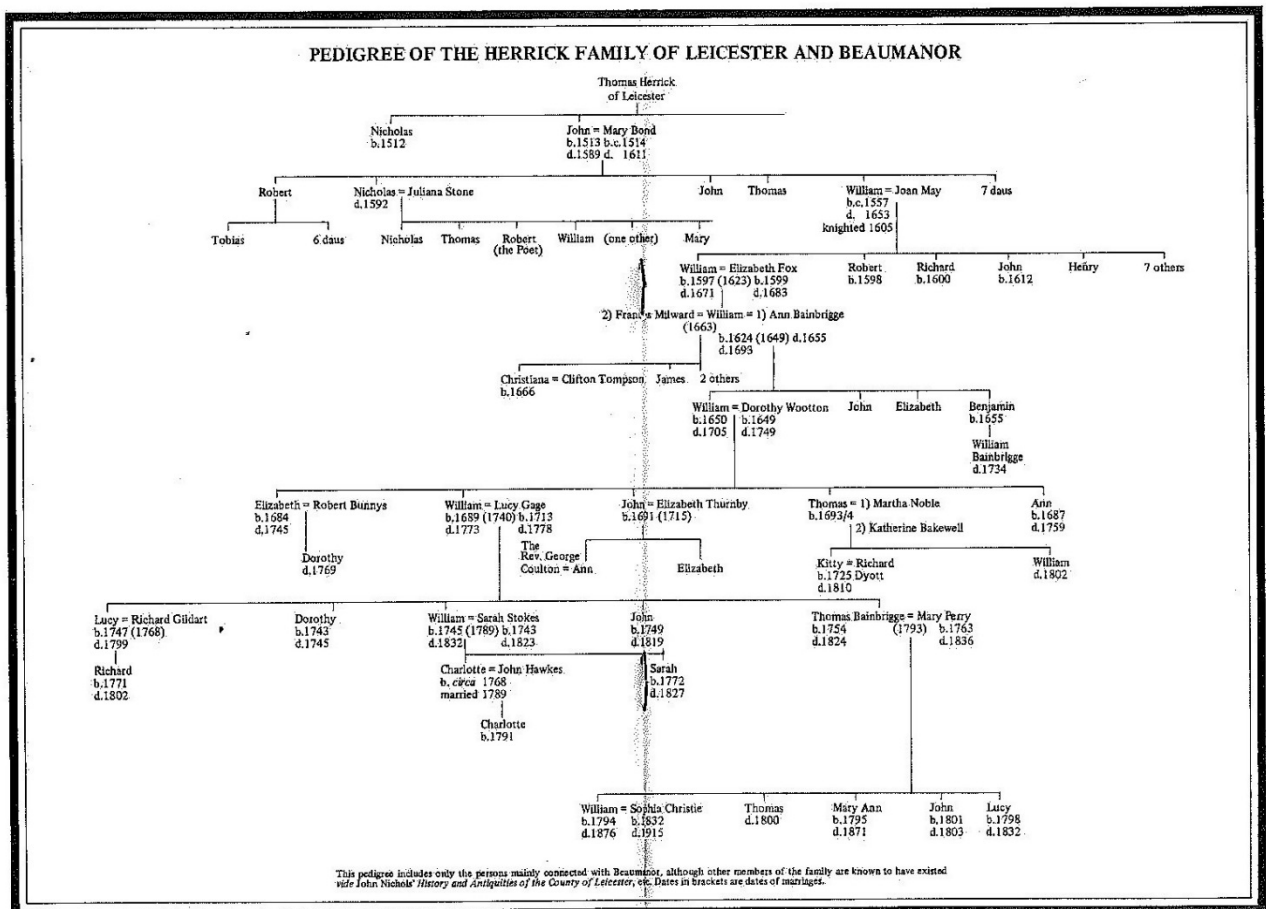 PEDIGREE OF THE HERRICK FAMILY OF LEICESTER AND BEAUMANOR
Thomas Herrick
of Leicester
Nicholas
b.1512
John = Mary Bond
b.1513 b.c.1514
d.1589 d. 1611
Robert
Nicholas = Juliana Stone
d.1592
John
Thomas
William = Joan May
b.c.1557
d. 1653
knighted 1605
7 daus
Tobias
6 daus
Nicholas
Thomas
Robert
(the Poet)
William
(one other)
Mary
William = Elizabeth Fox
b.1597 (1623) b.1599
d.1671 d.1683
Robert
b.1598
Richard
b.1600
John
b.1612
Henry
7 others
2) Milward = William = 1) Ann Bainbrigge
(1663)
b.1624 (1649) d.1655
d.1693
Christiana = Clifton Tompson
b.1666
James
2 others
William = Dorothy Wootton
b.1650 b.1649
d.1705 d.1749
John
Elizabeth
Benjamin
b.1655
William
Bainbrigge
d.1734
Elizabeth = Robert Bunnys
b.1684
d.1745
Dorothy
d.1769
William = Lucy Gage
b.1689 (1740) b.1713
d.1773 d.1778
John = Elizabeth Thurnby
b.1691 (1715)
Thomas = 1) Martha Noble
b.1693/4
2) Katherine Bakewell
Ann
b.1687
d.1759
The
Rev. George
Coulton = Ann
Elizabeth
Kitty = Richard
b.1725 Dyott
d.1810
William
d.1802
Lucy = Richard Gildart
b.1747 (1768)
d.1799
Richard
b.1771
d.1802
Dorothy
b.1743
d.1745
William = Sarah Stokes
b.1745 (1789) b.1743
d.1832 d.1823
John
b.1749
d.1819
Thomas Bainbrigge = Mary Perry
b.1754 (1793) b.1763
d.1824 d.1836
Charlotte = John Hawkes
b. circa 1768
married 1789
Charlotte
b.1791
Sarah
b.1772
d.1827
William = Sophia Christie
b.1794 b.1832
d.1876 d.1915
Thomas
d.1800
Mary Ann
b.1795
d.1871
John
b.1801
d.1803
Lucy
b.1798
d.1832
This pedigree includes only the persons mainly connected with Beaumanor, although other members of the family are known to have existed
vide John Nichols' History and Antiquities of the County of Leicester, etc. Dates in brackets are dates of marriages.